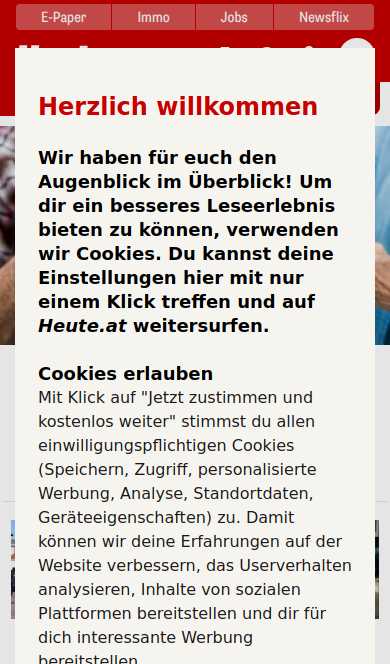 E-Paper Immo Jobs Newsflix
Herzlich willkommen
Wir haben für euch den
Augenblick im Überblick! Um
dir ein besseres Leseerlebnis
bieten zu können, verwenden
wir Cookies. Du kannst deine
Einstellungen hier mit nur
einem Klick treffen und auf
Heute.at weitersurfen.
Cookies erlauben
Mit Klick auf "Jetzt zustimmen und
kostenlos weiter" stimmst du allen
einwilligungspflichtigen Cookies
(Speichern, Zugriff, personalisierte
Werbung, Analyse, Standortdaten,
Geräteeigenschaften) zu. Damit
können wir deine Erfahrungen auf der
Website verbessern, das Userverhalten
analysieren, Inhalte von sozialen
Plattformen bereitstellen und dir für
dich interessante Werbung
bereitstellen